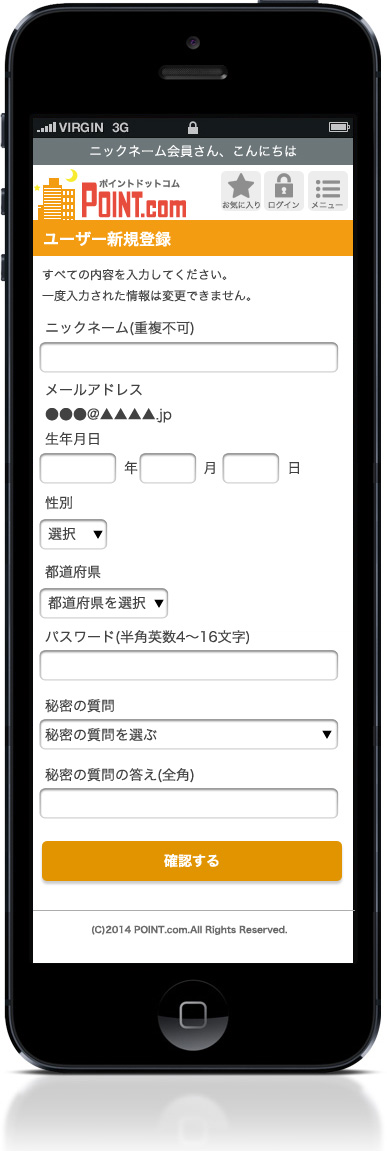 VIRGIN 3G
ニックネーム会員さん、こんにちは
ポイントドットコム
POINT.com
お気に入り ログイン メニュー
ユーザー新規登録
すべての内容を入力してください。
一度入力された情報は変更できません。
ニックネーム(重複不可)
メールアドレス
●●●@▲▲▲▲.jp
生年月日
年 月 日
性別
選択 ▼
都道府県
都道府県を選択 ▼
パスワード(半角英数4〜16文字)
秘密の質問
秘密の質問を選ぶ ▼
秘密の質問の答え(全角)
確認する
(C)2014 POINT.com.All Rights Reserved.